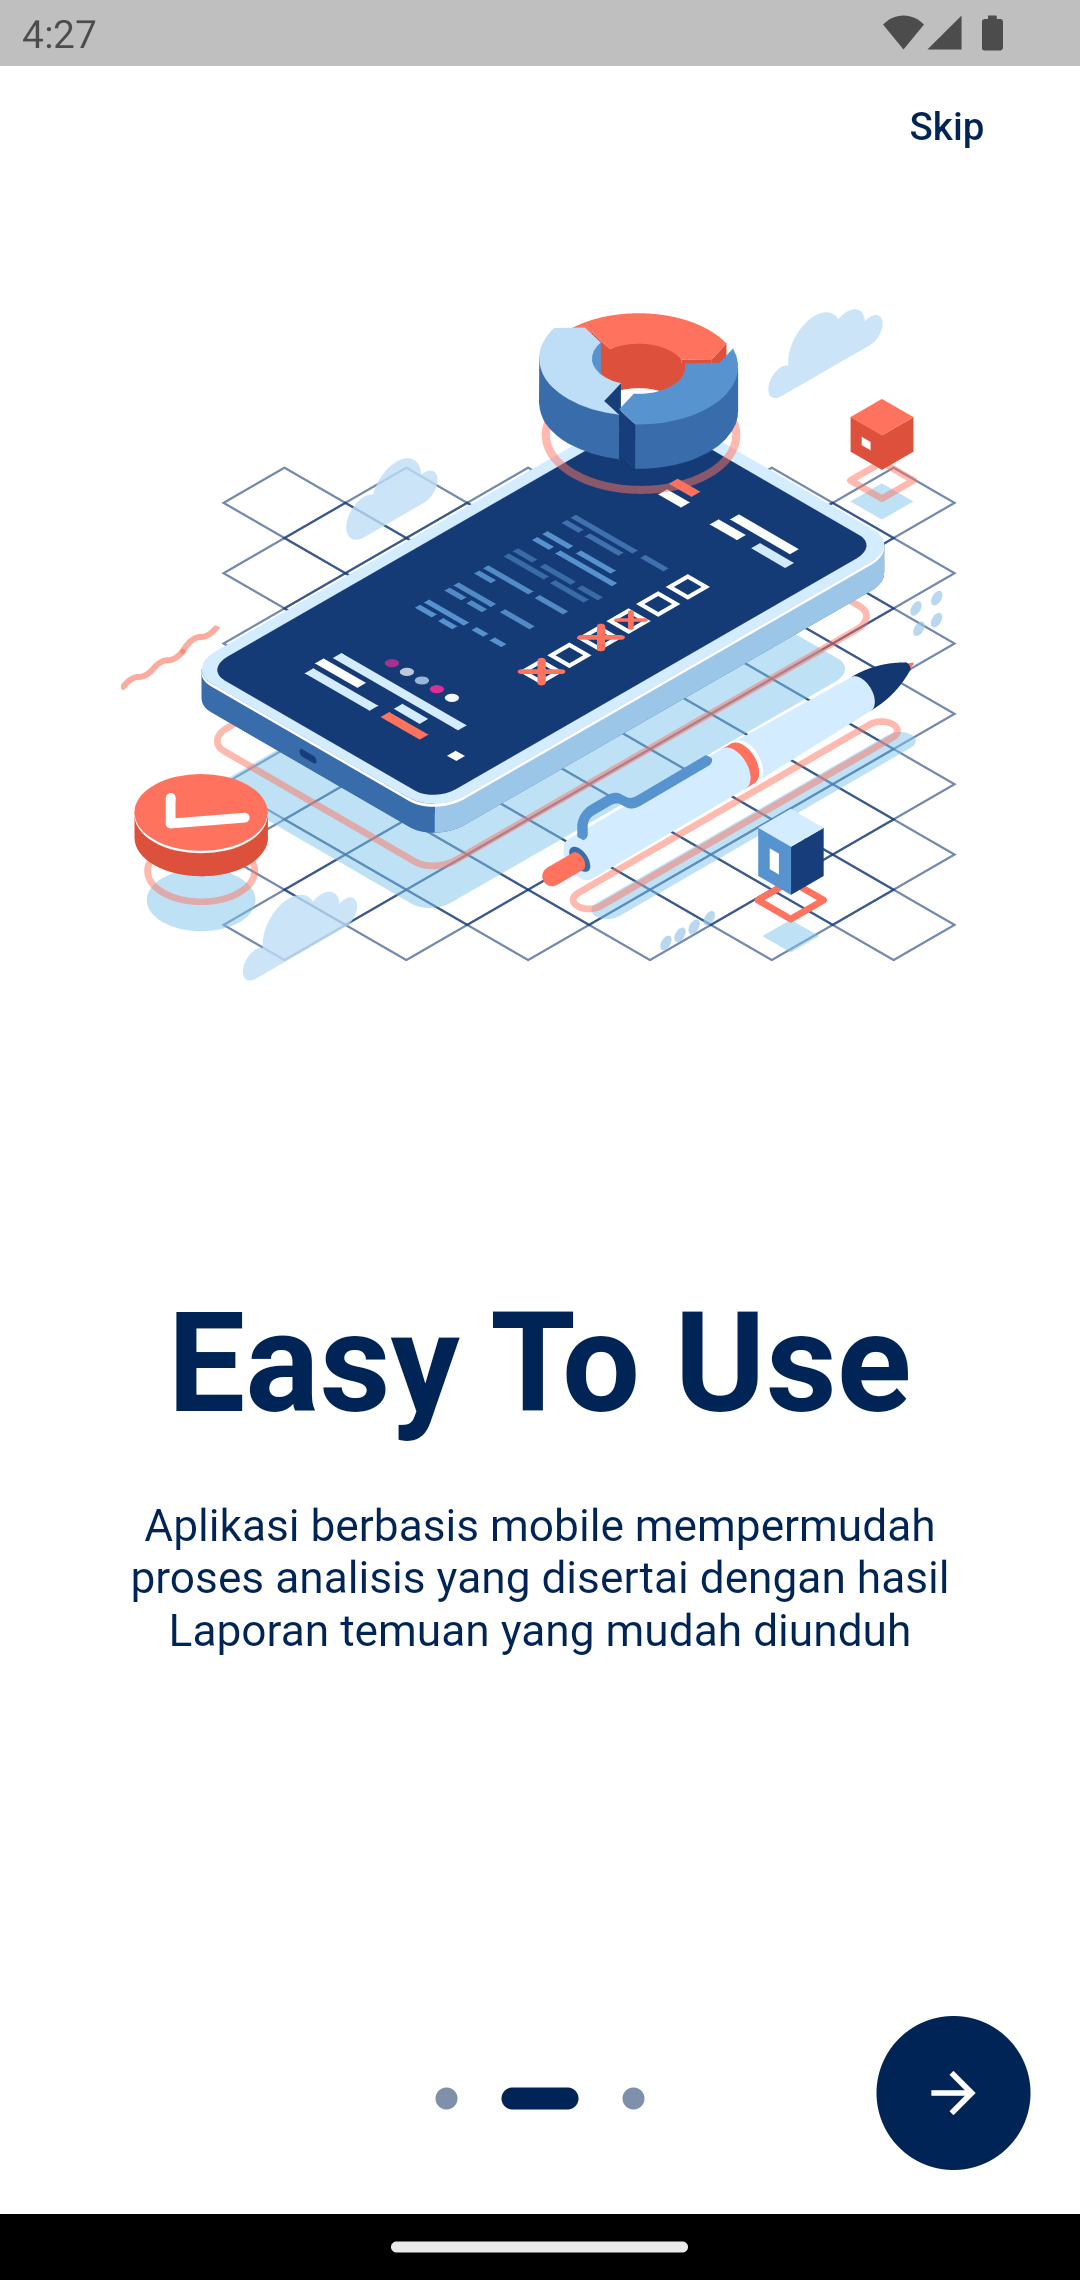 4:27
Skip
Easy To Use
Aplikasi berbasis mobile mempermudah
proses analisis yang disertai dengan hasil
Laporan temuan yang mudah diunduh